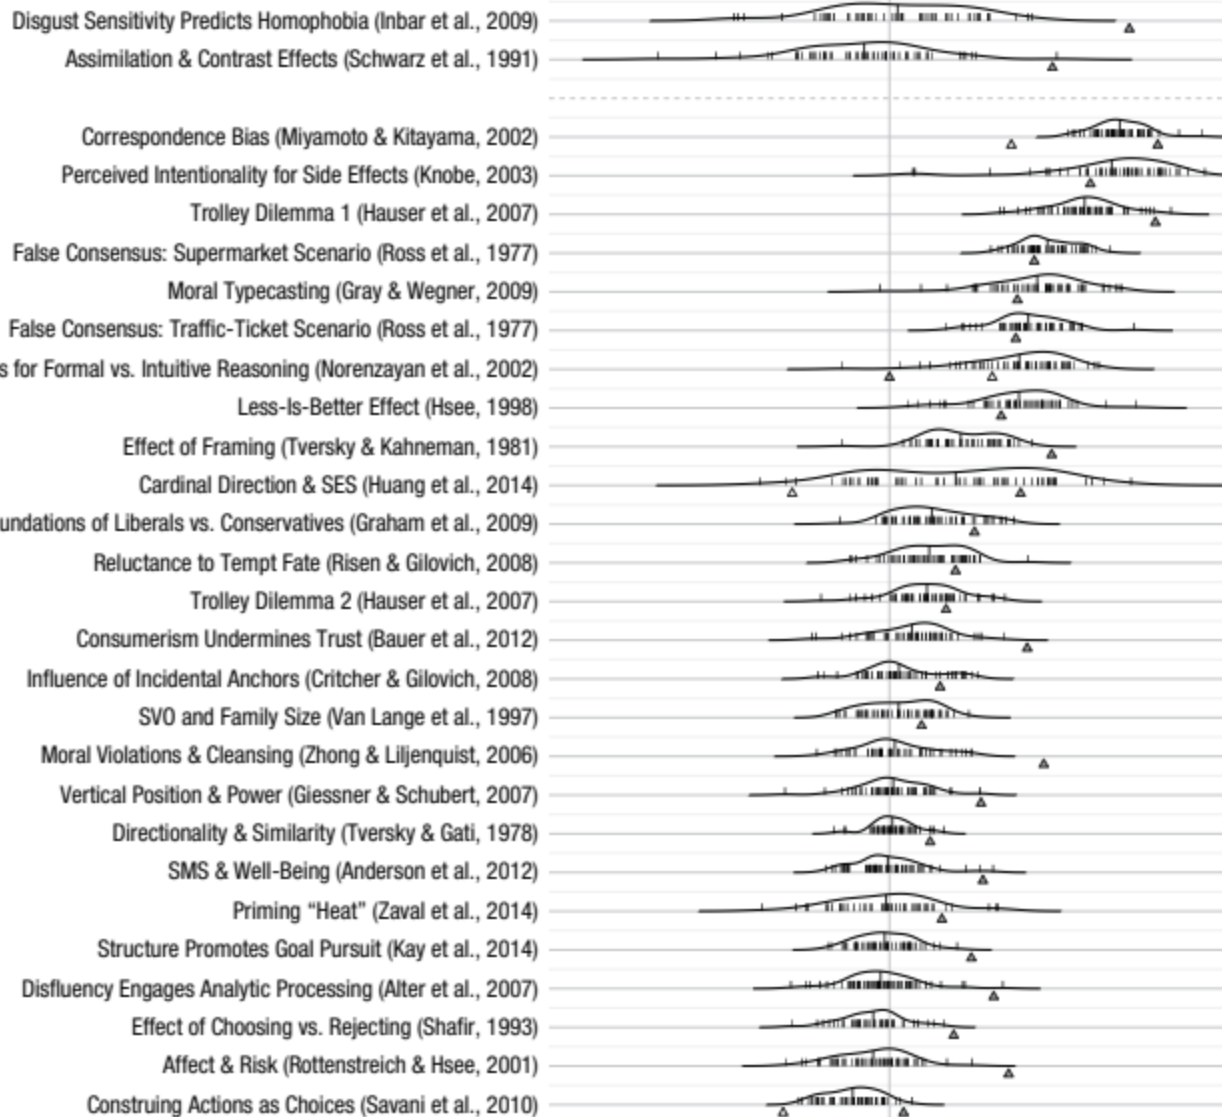 Disgust Sensitivity Predicts Homophobia (Inbar et al., 2009)
Assimilation & Contrast Effects (Schwarz et al., 1991)
Correspondence Bias (Miyamoto & Kitayama, 2002)
Perceived Intentionality for Side Effects (Knobe, 2003)
Trolley Dilemma 1 (Hauser et al., 2007)
False Consensus: Supermarket Scenario (Ross et al., 1977)
Moral Typecasting (Gray & Wegner, 2009)
False Consensus: Traffic-Ticket Scenario (Ross et al., 1977)
s for Formal vs. Intuitive Reasoning (Norenzayan et al., 2002)
Less-Is-Better Effect (Hsee, 1998)
Effect of Framing (Tversky & Kahneman, 1981)
Cardinal Direction & SES (Huang et al., 2014)
undations of Liberals vs. Conservatives (Graham et al., 2009)
Reluctance to Tempt Fate (Risen & Gilovich, 2008)
Trolley Dilemma 2 (Hauser et al., 2007)
Consumerism Undermines Trust (Bauer et al., 2012)
Influence of Incidental Anchors (Critcher & Gilovich, 2008)
SVO and Family Size (Van Lange et al., 1997)
Moral Violations & Cleansing (Zhong & Liljenquist, 2006)
Vertical Position & Power (Giessner & Schubert, 2007)
Directionality & Similarity (Tversky & Gati, 1978)
SMS & Well-Being (Anderson et al., 2012)
Priming “Heat” (Zaval et al., 2014)
Structure Promotes Goal Pursuit (Kay et al., 2014)
Disfluency Engages Analytic Processing (Alter et al., 2007)
Effect of Choosing vs. Rejecting (Shafir, 1993)
Affect & Risk (Rottenstreich & Hsee, 2001)
Construing Actions as Choices (Savani et al., 2010)